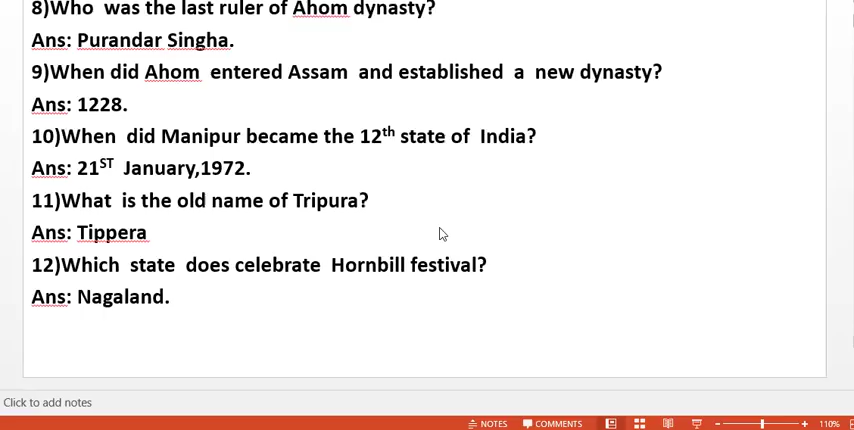 8)Who was the last ruler of Ahom dynasty?
Ans: Purandar Singha.
9)When did Ahom entered Assam and established a new dynasty?
Ans: 1228.
10)When did Manipur became the 12th state of India?
Ans: 21ST January,1972.
11)What is the old name of Tripura?
Ans: Tippera
12)Which state does celebrate Hornbill festival?
Ans: Nagaland.
Click to add notes
NOTES COMMENTS 110%